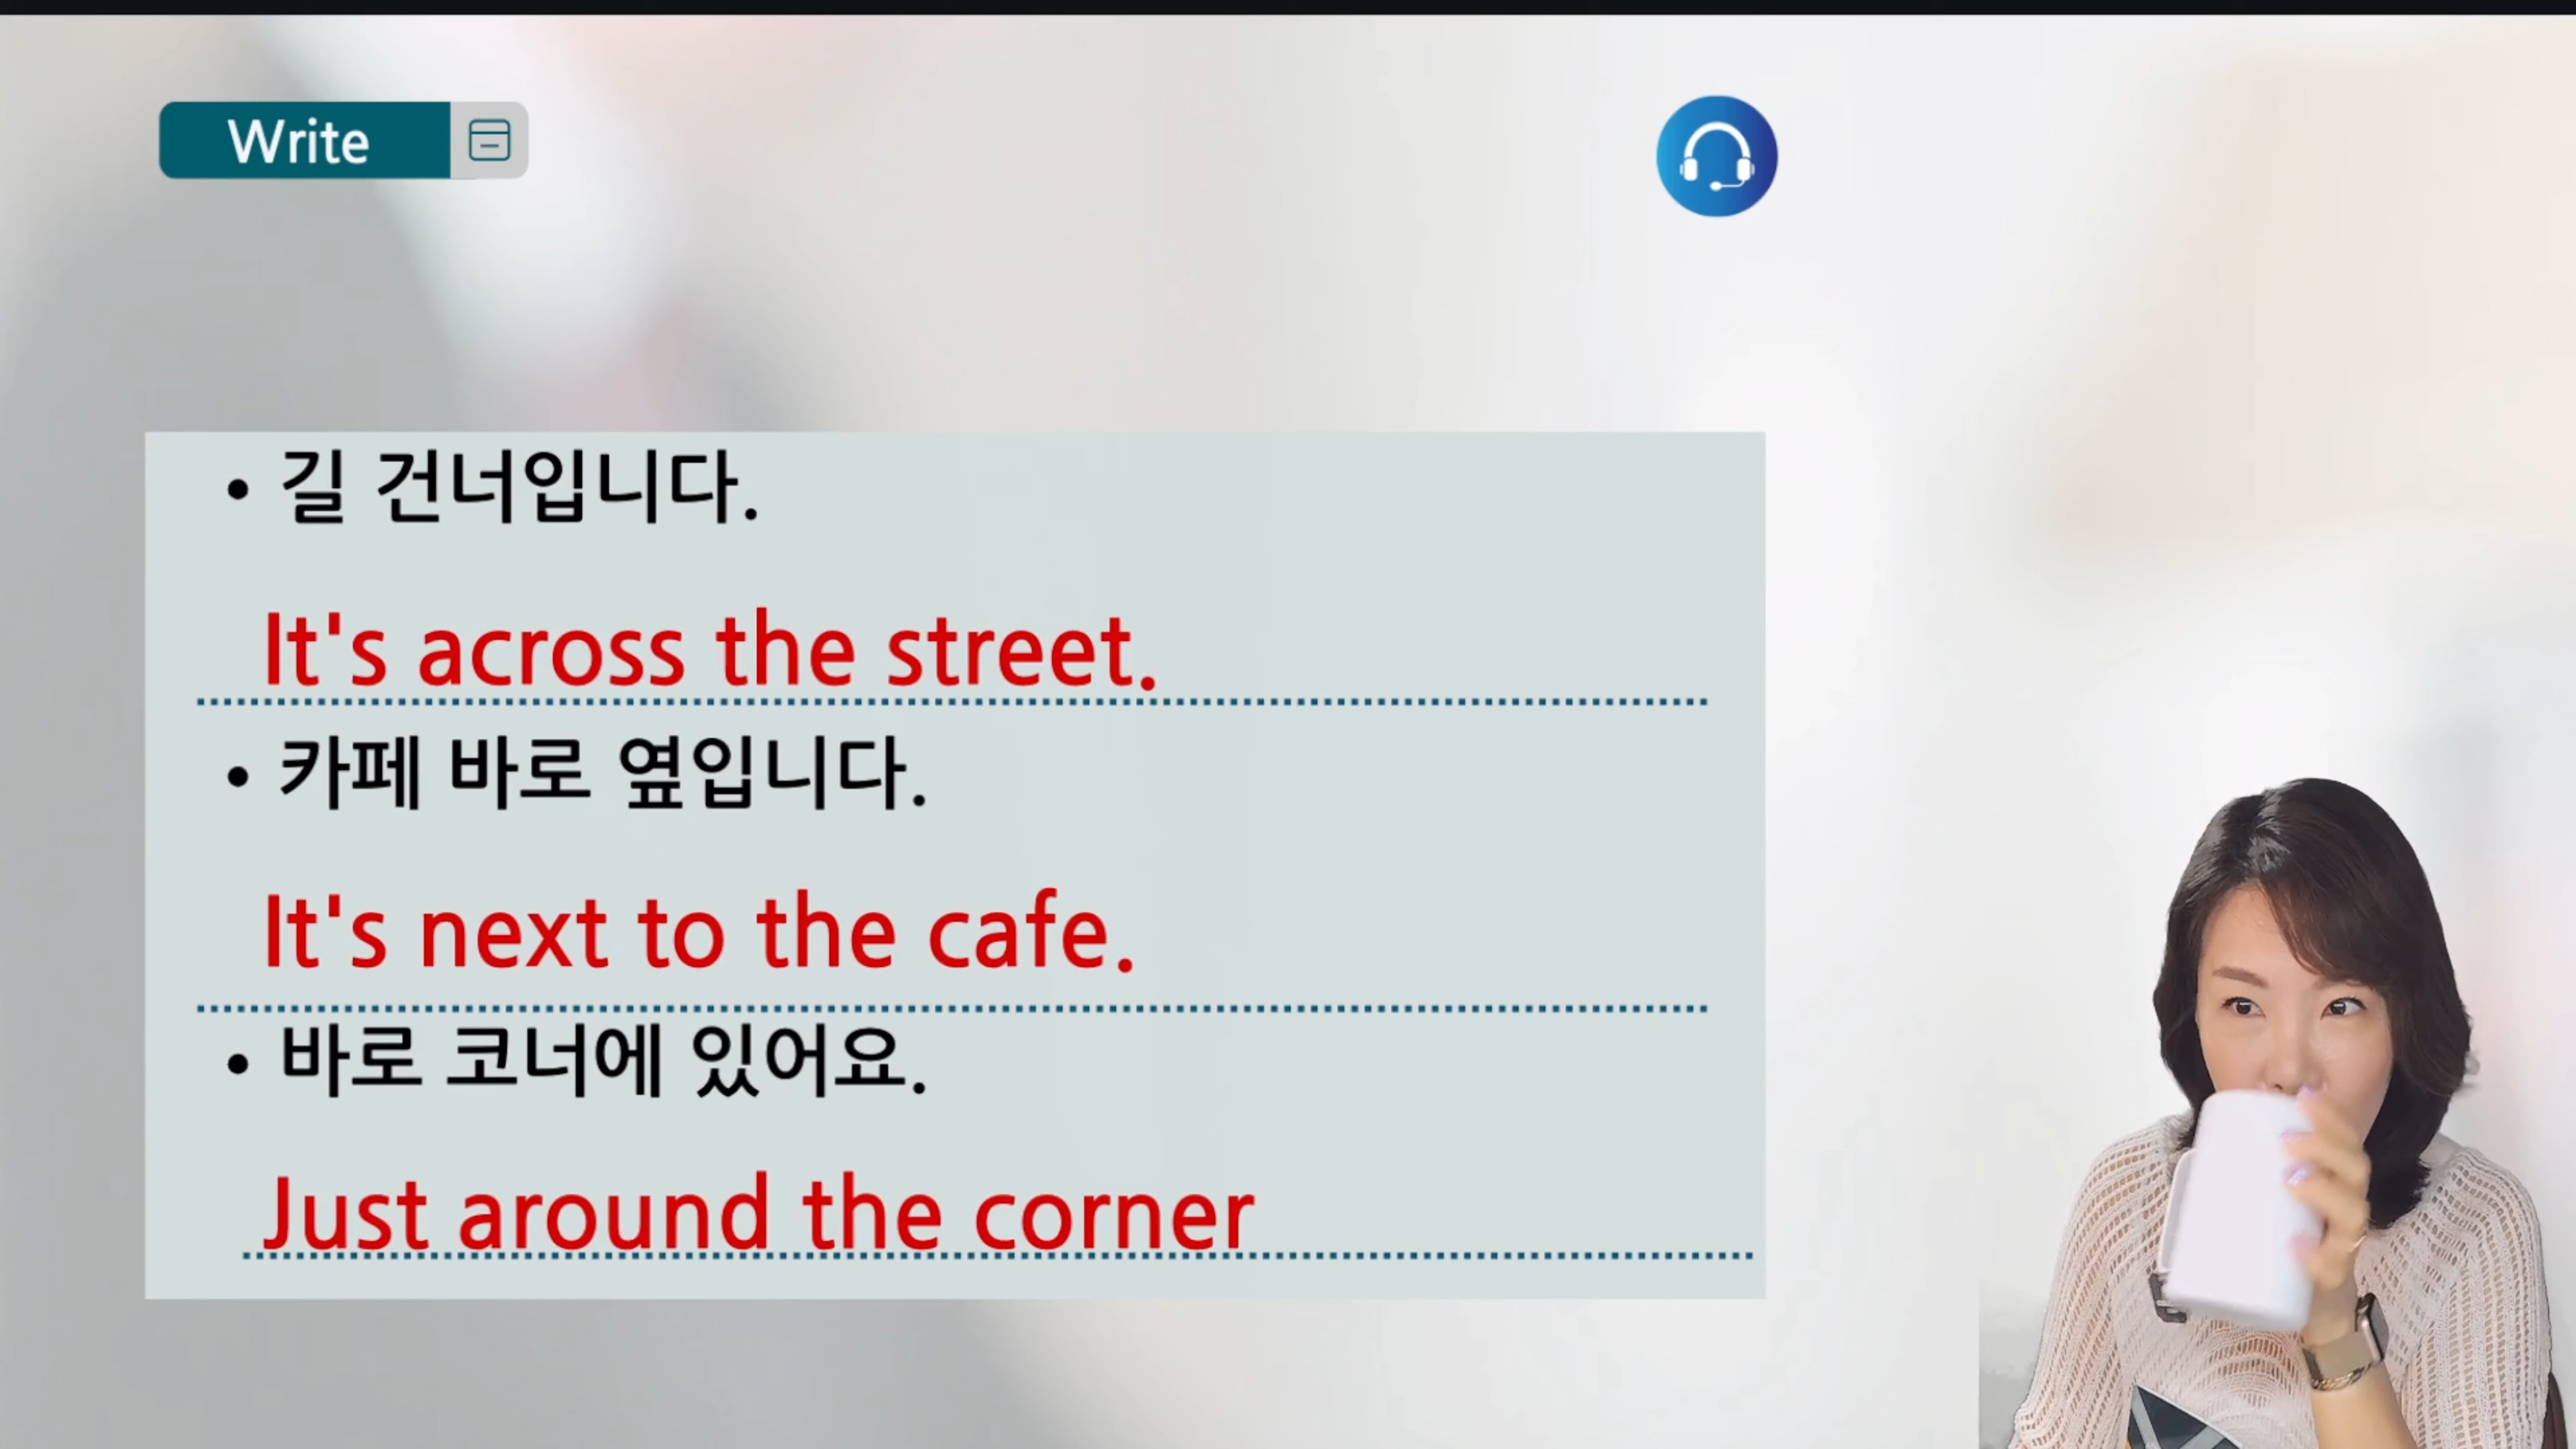 Write
• 길 건너입니다.
It's across the street.
• 카페 바로 옆입니다.
It's next to the cafe.
• 바로 코너에 있어요.
Just around the corner